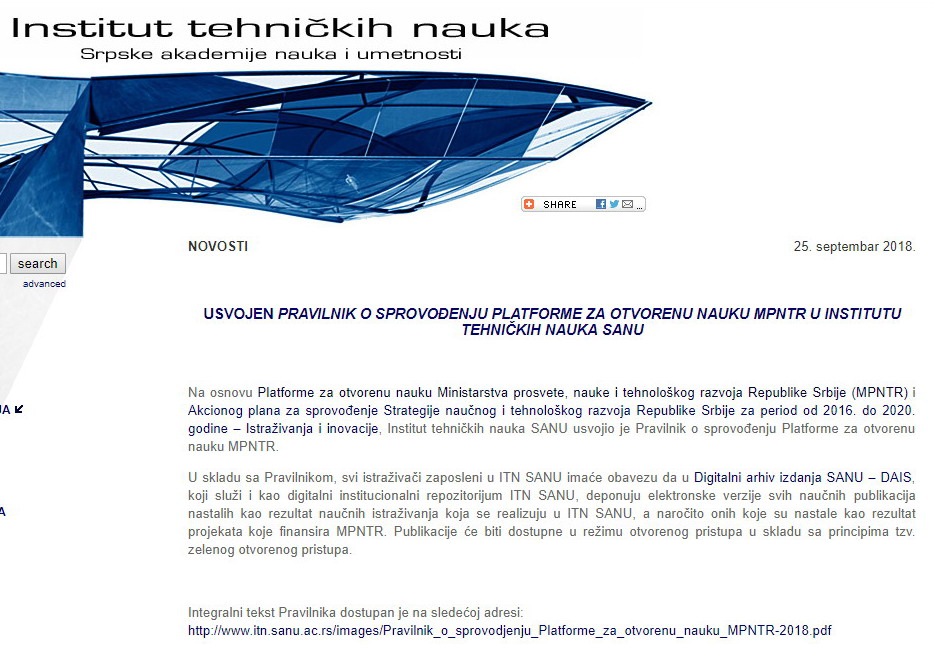 Institut tehničkih nauka
Srpske akademije nauka i umetnosti
SHARE ...
NOVOSTI 25. septembar 2018.
search
advanced
USVOJEN PRAVILNIK O SPROVOĐENJU PLATFORME ZA OTVORENU NAUKU MPNTR U INSTITUTU
TEHNIČKIH NAUKA SANU
Na osnovu Platforme za otvorenu nauku Ministarstva prosvete, nauke i tehnološkog razvoja Republike Srbije (MPNTR) i
Akcionog plana za sprovođenje Strategije naučnog i tehnološkog razvoja Republike Srbije za period od 2016. do 2020.
godine – Istraživanja i inovacije, Institut tehničkih nauka SANU usvojio je Pravilnik o sprovođenju Platforme za otvorenu
nauku MPNTR.
U skladu sa Pravilnikom, svi istraživači zaposleni u ITN SANU imaće obavezu da u Digitalni arhiv izdanja SANU – DAIS,
koji služi i kao digitalni institucionalni repozitorijum ITN SANU, deponuju elektronske verzije svih naučnih publikacija
nastalih kao rezultat naučnih istraživanja koja se realizuju u ITN SANU, a naročito onih koje su nastale kao rezultat
projekata koje finansira MPNTR. Publikacije će biti dostupne u režimu otvorenog pristupa u skladu sa principima tzv.
zelenog otvorenog pristupa.
Integralni tekst Pravilnika dostupan je na sledećoj adresi:
http://www.itn.sanu.ac.rs/images/Pravilnik_o_sprovodjenju_Platforme_za_otvorenu_nauku_MPNTR-2018.pdf